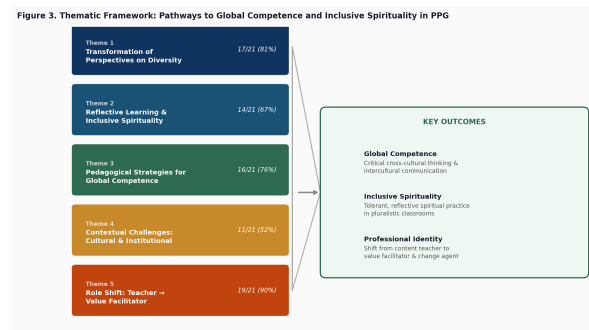 Figure 3. Thematic Framework: Pathways to Global Competence and Inclusive Spirituality in PPG
Theme 1
Transformation of
Perspectives on Diversity
17/21 (81%)
Theme 2
Reflective Learning &
Inclusive Spirituality
14/21 (67%)
Theme 3
Pedagogical Strategies for
Global Competence
16/21 (76%)
Theme 4
Contextual Challenges:
Cultural & Institutional
11/21 (52%)
Theme 5
Role Shift: Teacher →
Value Facilitator
19/21 (90%)
KEY OUTCOMES
Global Competence
Critical cross-cultural thinking &
intercultural communication
Inclusive Spirituality
Tolerant, reflective spiritual practice
in pluralistic classrooms
Professional Identity
Shift from content teacher to
value facilitator & change agent